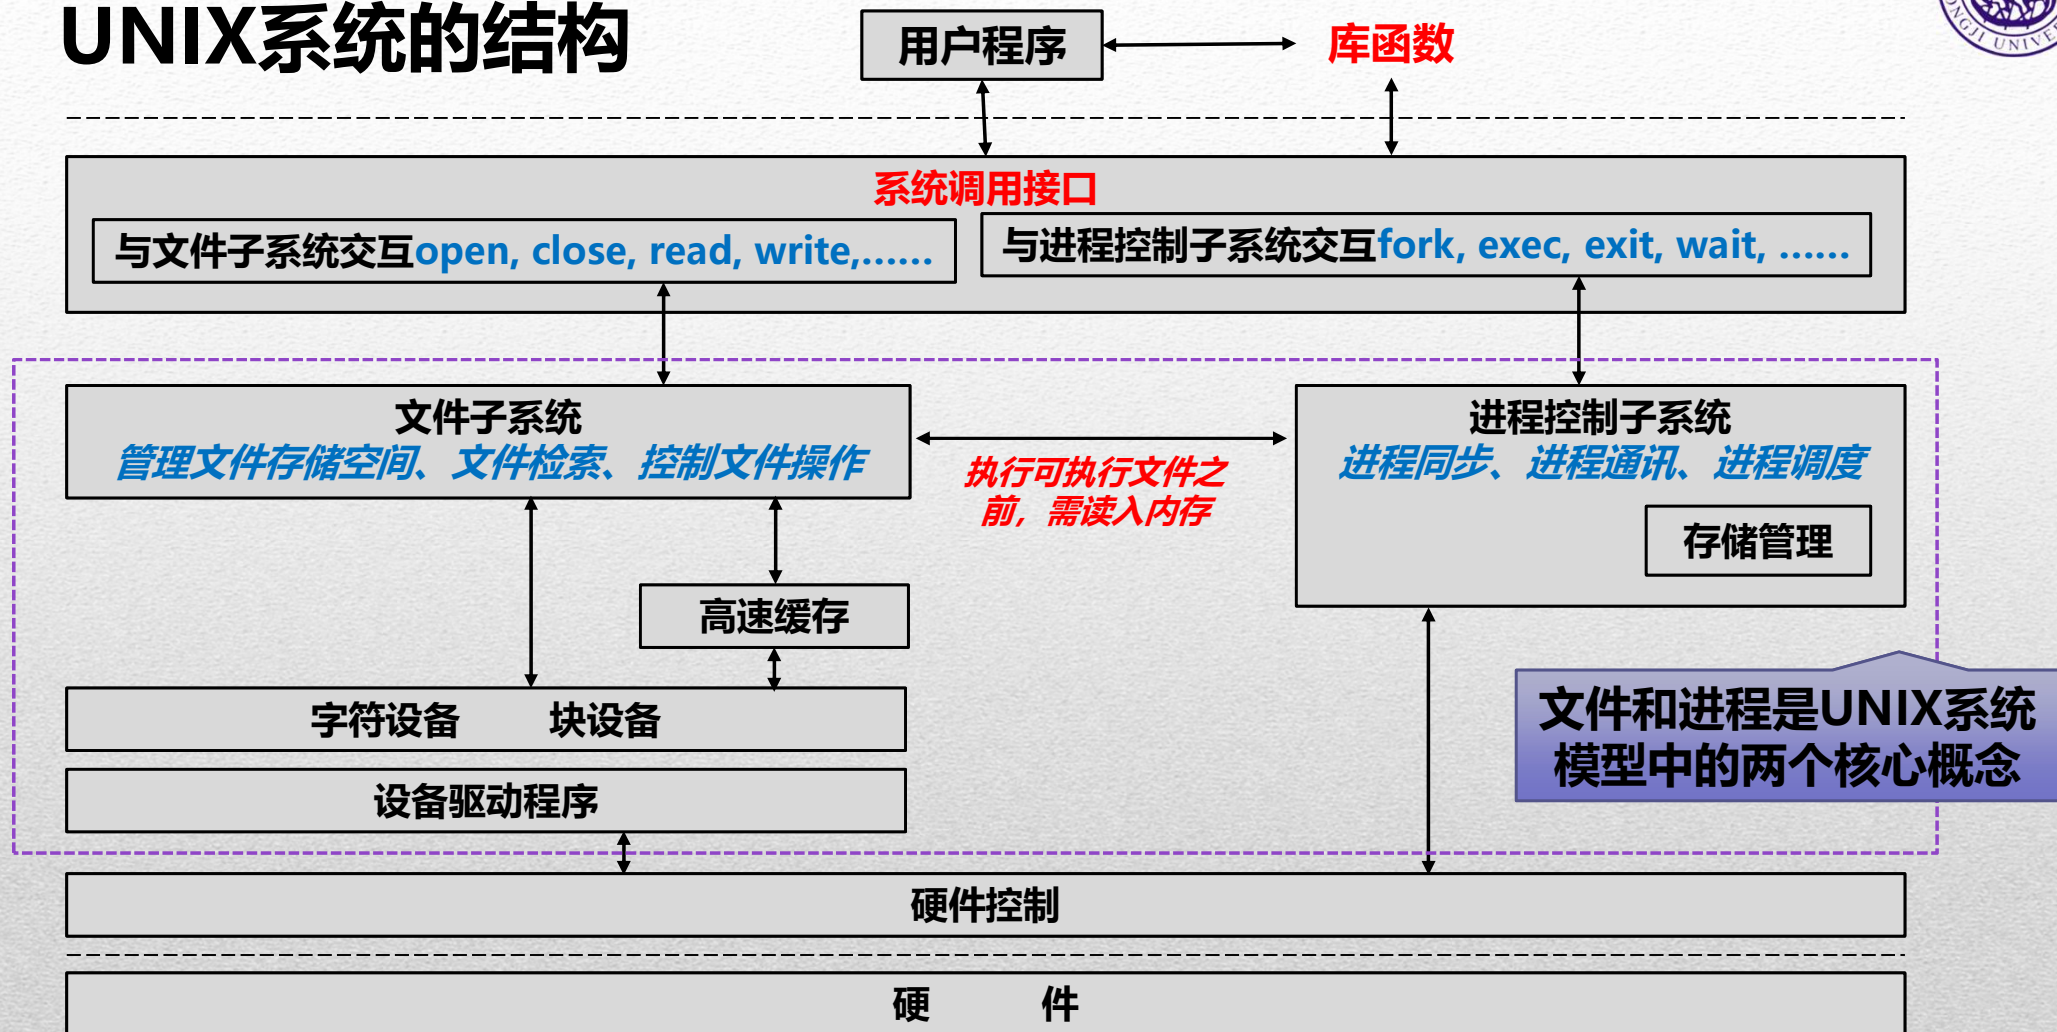 UNIX系统的结构
用户程序
库函数
系统调用接口
与文件子系统交互open, close, read, write,......
与进程控制子系统交互fork, exec, exit, wait, ......
文件子系统
管理文件存储空间、文件检索、控制文件操作
执行可执行文件之
前，需读入内存
进程控制子系统
进程同步、进程通讯、进程调度
存储管理
高速缓存
字符设备 块设备
设备驱动程序
文件和进程是UNIX系统
模型中的两个核心概念
硬件控制
硬 件